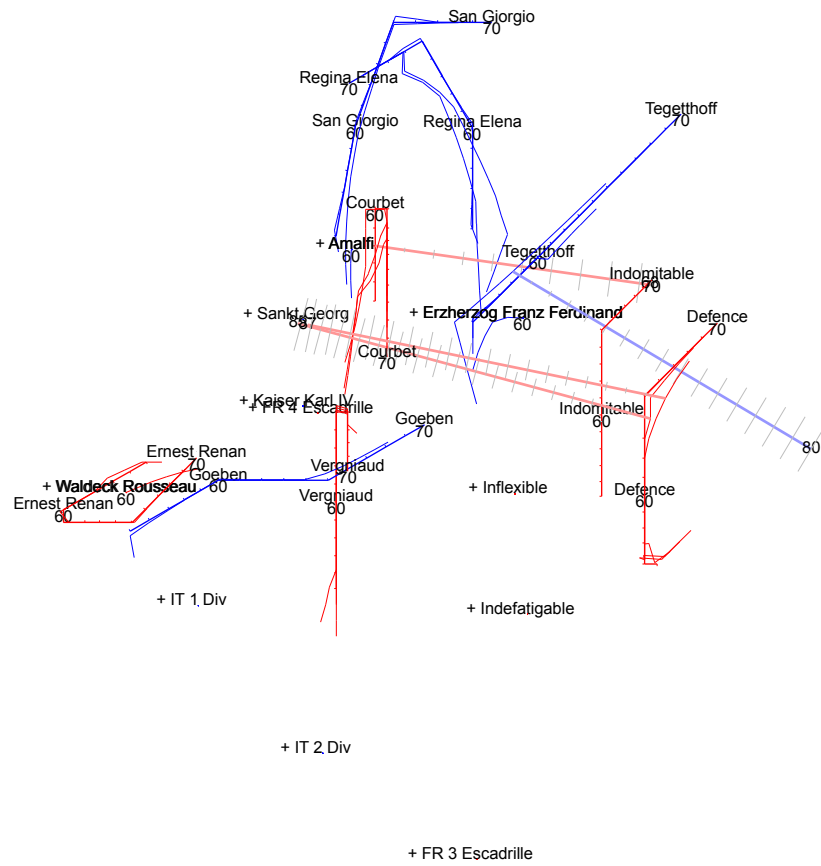 San Giorgio
70
Regina Elena
70
Tegetthoff
70
San Giorgio
60
Regina Elena
60
Courbet
60
+ Amalfi
60
Tegetthoff
60
Indomitable
70
Defence
70
+ Sankt Georg
87
+ Erzherzog Franz Ferdinand
60
Courbet
70
+ Kaiser Karl IV
+ FR 4 Escadrille
Indomitable
60
Goeben
70
80
Ernest Renan
70
Goeben
60
Vergniaud
70
+ Waldeck Rousseau
60
Ernest Renan
60
Vergniaud
60
+ Inflexible
Defence
60
+ IT 1 Div
+ Indefatigable
+ IT 2 Div
+ FR 3 Escadrille